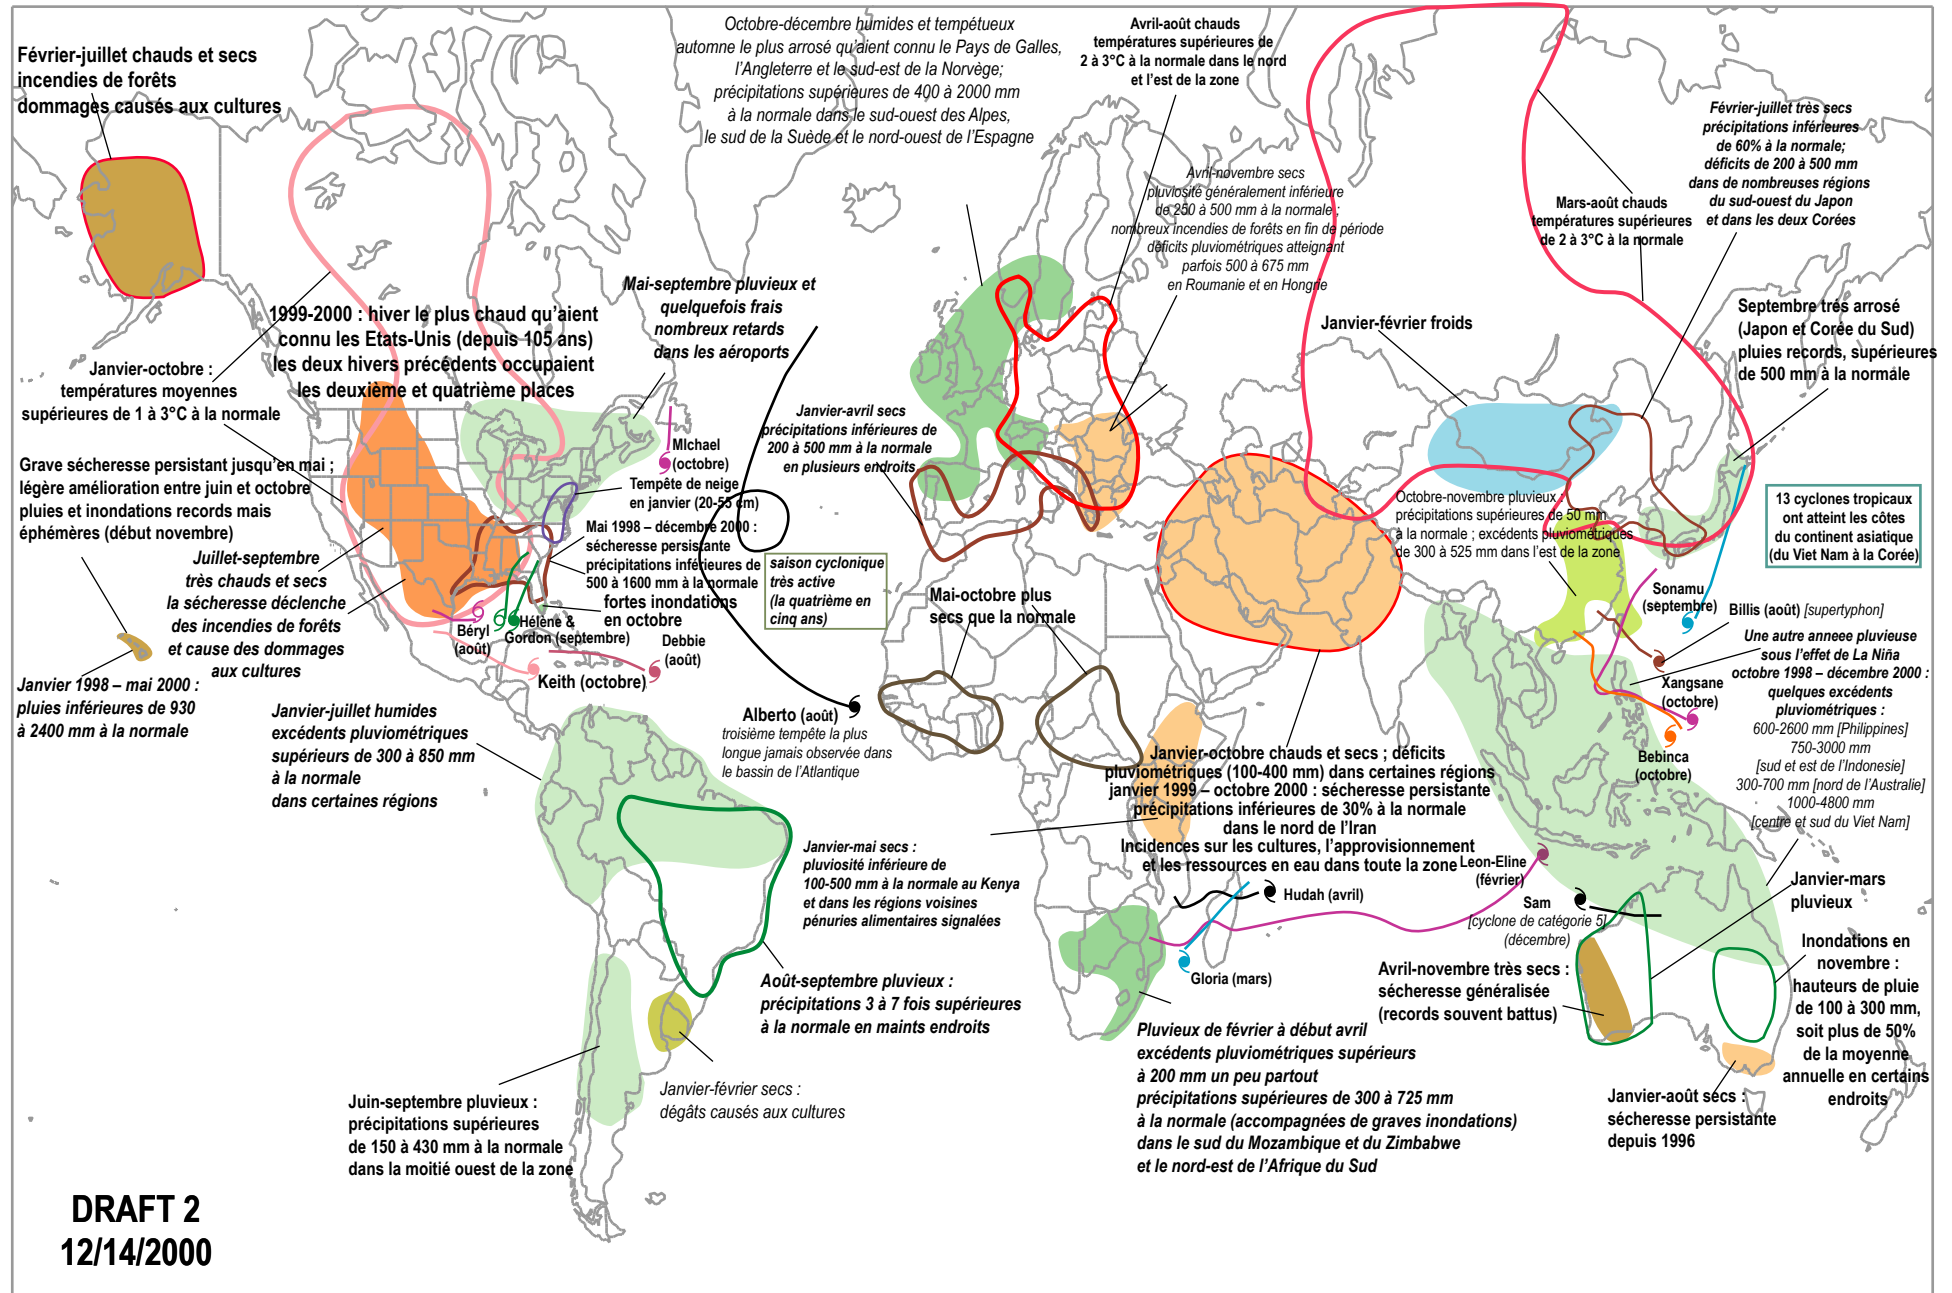 Février-juillet chauds et secs
incendies de forêts
dommages causés aux cultures
Octobre-décembre humides et tempétueux
automne le plus arrosé qu'aient connu le Pays de Galles,
l'Angleterre et le sud-est de la Norvège;
précipitations supérieures de 400 à 2000 mm
à la normale dans le sud-ouest des Alpes,
le sud de la Suède et le nord-ouest de l'Espagne
Avril-août chauds
températures supérieures de
2 à 3°C à la normale dans le nord
et l'est de la zone
Février-juillet très secs
précipitations inférieures
de 60% à la normale;
déficits de 200 à 500 mm
dans de nombreuses régions
du sud-ouest du Japon
et dans les deux Corées
Avril-novembre secs
pluviosité généralement inférieure
de 250 à 500 mm à la normale ;
nombreux incendies de forêts en fin de période
déficits pluviométriques atteignant
parfois 500 à 675 mm
en Roumanie et en Hongrie
Mars-août chauds
températures supérieures
de 2 à 3°C à la normale
Mai-septembre pluvieux et
quelquefois frais
nombreux retards
dans les aéroports
1999-2000 : hiver le plus chaud qu'aient
connu les Etats-Unis (depuis 105 ans)
les deux hivers précédents occupaient
les deuxième et quatrième places
Janvier-février froids
Septembre trés arrosé
(Japon et Corée du Sud)
pluies records, supérieures
de 500 mm à la normale
Janvier-octobre :
températures moyennes
supérieures de 1 à 3°C à la normale
Janvier-avril secs
précipitations inférieures de
200 à 500 mm à la normale
en plusieurs endroits
Grave sécheresse persistant jusqu'en mai ;
légère amélioration entre juin et octobre
pluies et inondations records mais
éphémères (début novembre)
MIchael
(octobre)
Tempête de neige
en janvier (20-55 cm)
Mai 1998 – décembre 2000 :
sécheresse persistante
précipitations inférieures de
500 à 1600 mm à la normale
fortes inondations
en octobre
Octobre-novembre pluvieux :
précipitations supérieures de 50 mm
à la normale ; excédents pluviométriques
de 300 à 525 mm dans l'est de la zone
13 cyclones tropicaux
ont atteint les côtes
du continent asiatique
(du Viet Nam à la Corée)
Juillet-septembre
très chauds et secs
la sécheresse déclenche
des incendies de forêts
et cause des dommages
aux cultures
saison cyclonique
très active
(la quatrième en
cinq ans)
Mai-octobre plus
secs que la normale
Sonamu
(septembre)
Billis (août) [supertyphon]
Béryl
(août)
Hélène &
Gordon (septembre)
Debbie
(août)
Keith (octobre)
Une autre anneee pluvieuse
sous l'effet de La Niña
octobre 1998 – décembre 2000 :
quelques excédents
pluviométriques :
600-2600 mm [Philippines]
750-3000 mm
[sud et est de l'Indonesie]
300-700 mm [nord de l'Australie]
1000-4800 mm
[centre et sud du Viet Nam]
Xangsane
(octobre)
Bebinca
(octobre)
Janvier 1998 – mai 2000 :
pluies inférieures de 930
à 2400 mm à la normale
Janvier-juillet humides
excédents pluviométriques
supérieurs de 300 à 850 mm
à la normale
dans certaines régions
Alberto (août)
troisième tempête la plus
longue jamais observée dans
le bassin de l'Atlantique
Janvier-octobre chauds et secs ; déficits
pluviométriques (100-400 mm) dans certaines régions
janvier 1999 – octobre 2000 : sécheresse persistante
précipitations inférieures de 30% à la normale
dans le nord de l'Iran
Incidences sur les cultures, l'approvisionnement
et les ressources en eau dans toute la zone
Janvier-mai secs :
pluviosité inférieure de
100-500 mm à la normale au Kenya
et dans les régions voisines
pénuries alimentaires signalées
Leon-Eline
(février)
Hudah (avril)
Sam
[cyclone de catégorie 5]
(décembre)
Janvier-mars
pluvieux
Gloria (mars)
Août-septembre pluvieux :
précipitations 3 à 7 fois supérieures
à la normale en maints endroits
Avril-novembre très secs :
sécheresse généralisée
(records souvent battus)
Inondations en
novembre :
hauteurs de pluie
de 100 à 300 mm,
soit plus de 50%
de la moyenne
annuelle en certains
endroits
Pluvieux de février à début avril
excédents pluviométriques supérieurs
à 200 mm un peu partout
précipitations supérieures de 300 à 725 mm
à la normale (accompagnées de graves inondations)
dans le sud du Mozambique et du Zimbabwe
et le nord-est de l'Afrique du Sud
Janvier-février secs :
dégâts causés aux cultures
Juin-septembre pluvieux :
précipitations supérieures
de 150 à 430 mm à la normale
dans la moitié ouest de la zone
Janvier-août secs :
sécheresse persistante
depuis 1996
DRAFT 2
12/14/2000